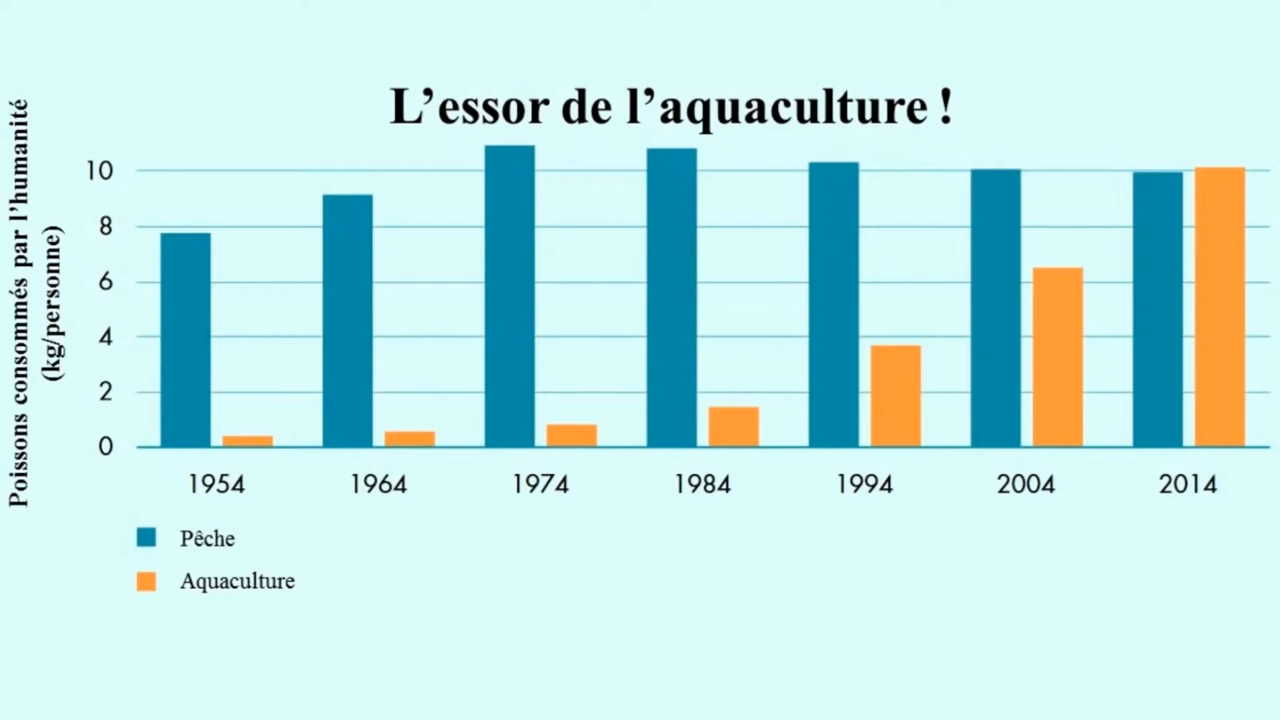 L’essor de l’aquaculture !
Poissons consommés par l’humanité
(kg/personne)
10
8
6
4
2
0
1954 1964 1974 1984 1994 2004 2014
Pêche
Aquaculture